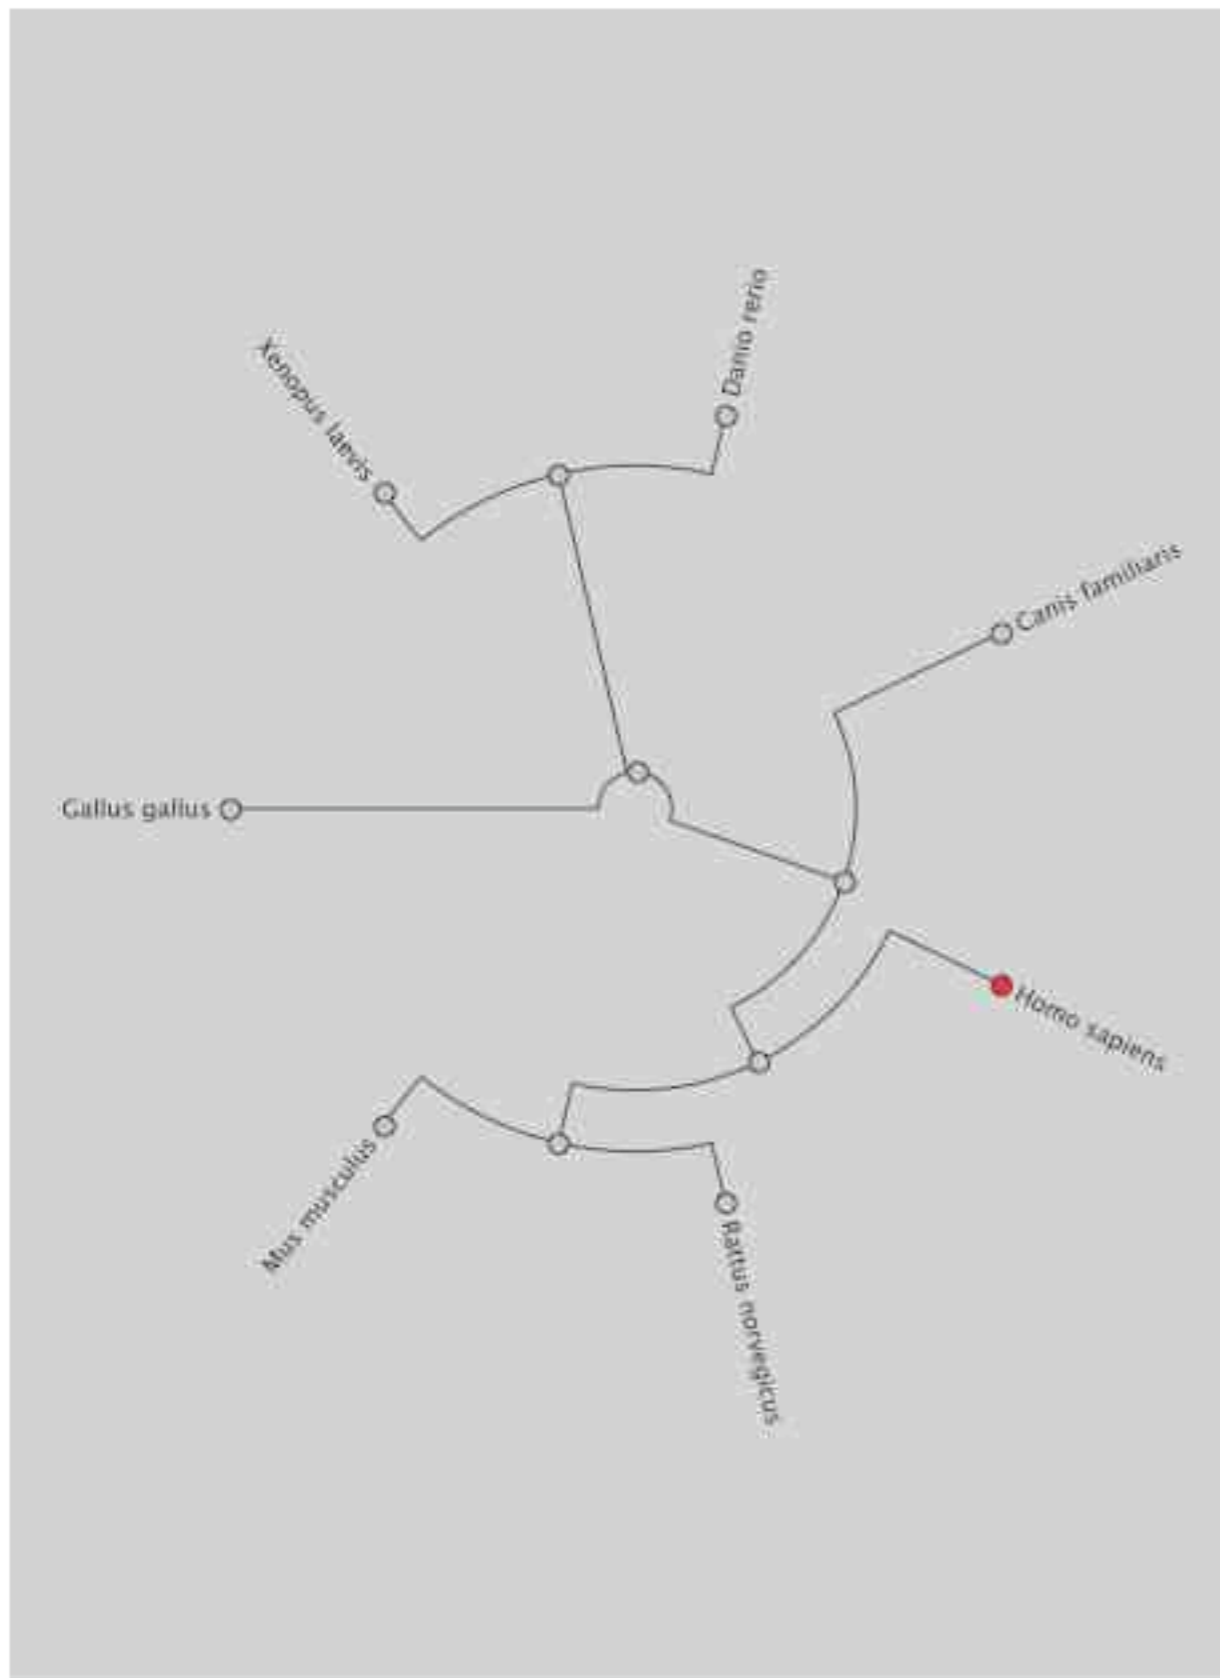 Danio rerio
Xenopus laevis
Canis familiaris
Gallus gallus
Homo sapiens
Mus musculus
Rattus norvegicus